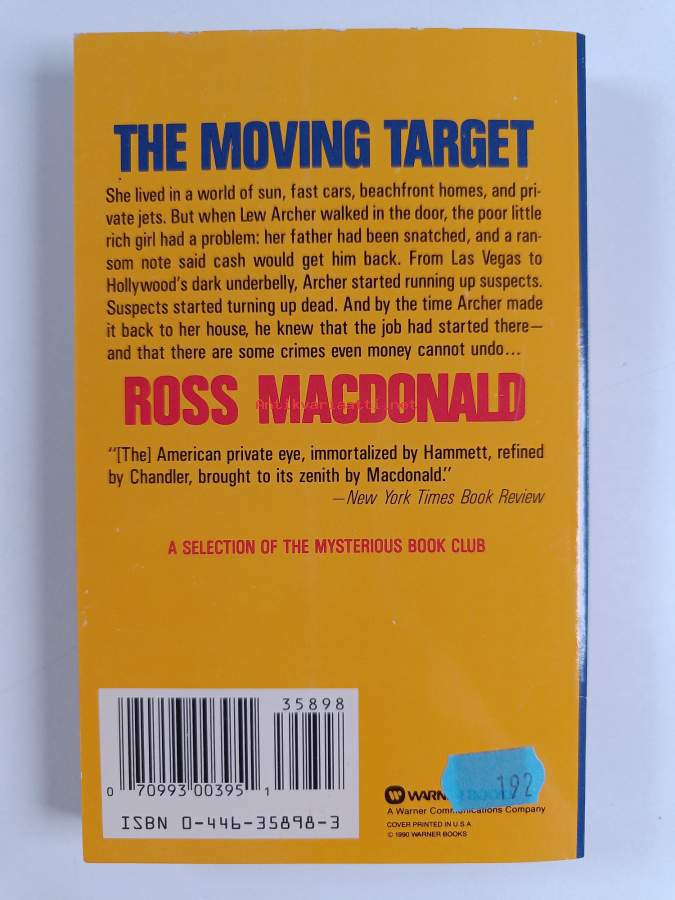 THE MOVING TARGET
She lived in a world of sun, fast cars, beachfront homes, and pri-
vate jets. But when Lew Archer walked in the door, the poor little
rich girl had a problem: her father had been snatched, and a ran-
som note said cash would get him back. From Las Vegas to
Hollywood's dark underbelly, Archer started running up suspects.
Suspects started turning up dead. And by the time Archer made
it back to her house, he knew that the job had started there—
and that there are some crimes even money cannot undo...
ROSS MACDONALD
Antikvariaatti.net
"[The] American private eye, immortalized by Hammett, refined
by Chandler, brought to its zenith by Macdonald."
—New York Times Book Review
A SELECTION OF THE MYSTERIOUS BOOK CLUB
35898
0 70993 00395 1
ISBN 0-446-35898-3
192
WARNER BOOKS
A Warner Communications Company
COVER PRINTED IN U.S.A.
© 1990 WARNER BOOKS